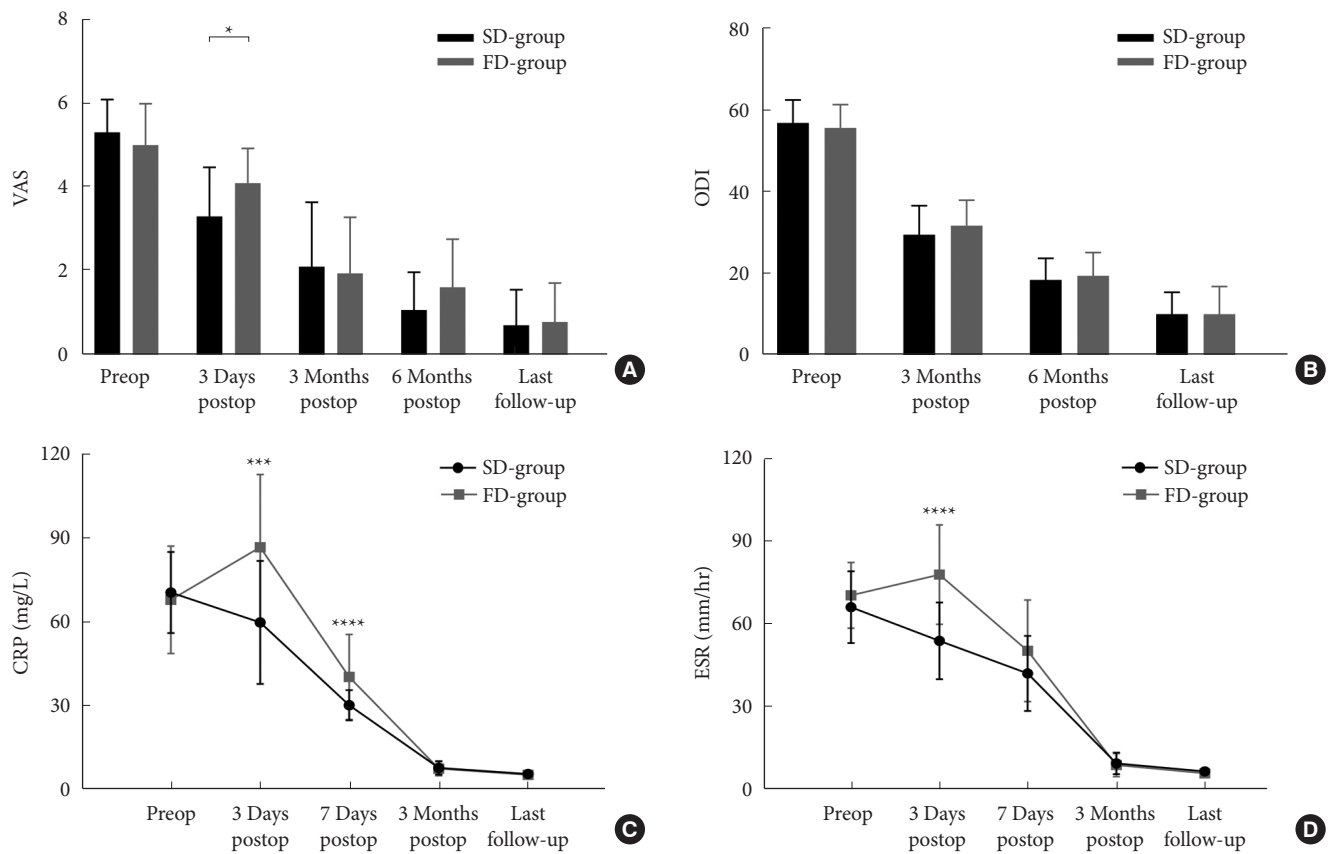 8
6
4
2
0
VAS
*
SD-group
FD-group
Preop
3 Days
postop
3 Months
postop
6 Months
postop
Last
follow-up
A
80
60
40
20
0
ODI
SD-group
FD-group
Preop
3 Months
postop
6 Months
postop
Last
follow-up
B
120
90
60
30
0
CRP (mg/L)
***
****
SD-group
FD-group
Preop
3 Days
postop
7 Days
postop
3 Months
postop
Last
follow-up
C
120
90
60
30
0
ESR (mm/hr)
****
SD-group
FD-group
Preop
3 Days
postop
7 Days
postop
3 Months
postop
Last
follow-up
D